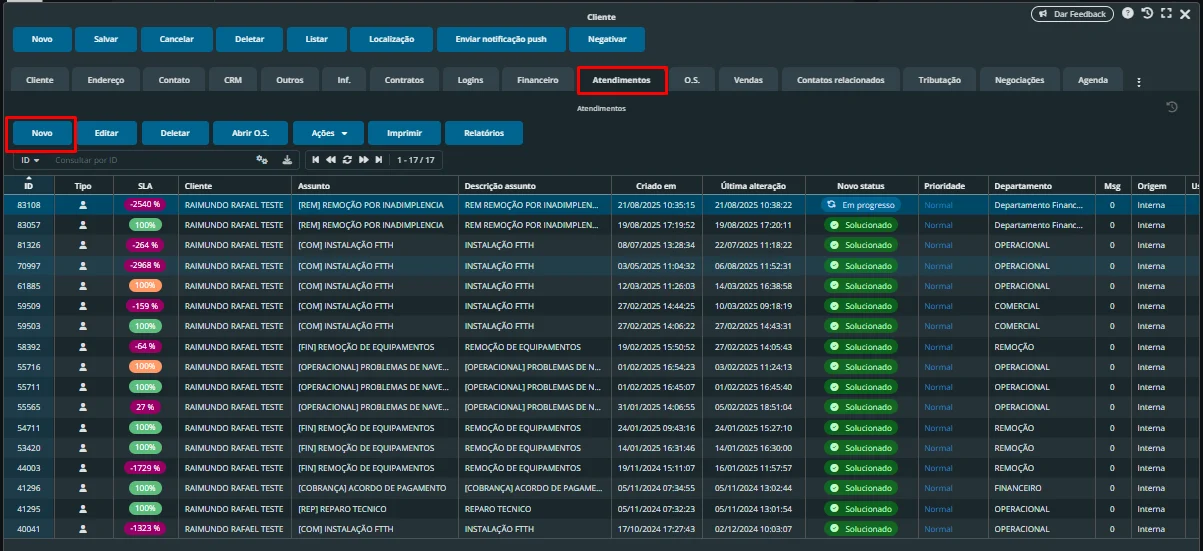 Cliente
Dar Feedback
Novo Salvar Cancelar Deletar Listar Localização Enviar notificação push Negativar
Cliente Endereço Contato CRM Outros Inf. Contratos Logins Financeiro Atendimentos O.S. Vendas Contatos relacionados Tributação Negociações Agenda
Atendimentos
Novo Editar Deletar Abrir O.S. Ações Imprimir Relatórios
ID Consultar por ID 1 - 17 / 17
ID Tipo SLA Cliente Assunto Descrição assunto Criado em Última alteração Novo status Prioridade Departamento Msg Origem Us
83108 -2540 % RAIMUNDO RAFAEL TESTE [REM] REMOÇÃO POR INADIMPLENCIA REM REMOÇÃO POR INADIMPLEN... 21/08/2025 10:35:15 21/08/2025 10:38:22 Em progresso Normal Departamento Financ... 0 Interna
83057 100% RAIMUNDO RAFAEL TESTE [REM] REMOÇÃO POR INADIMPLENCIA REM REMOÇÃO POR INADIMPLEN... 19/08/2025 17:19:52 19/08/2025 17:20:11 Solucionado Normal Departamento Financ... 0 Interna
81326 -264 % RAIMUNDO RAFAEL TESTE [COM] INSTALAÇÃO FTTH INSTALAÇÃO FTTH 08/07/2025 13:28:34 22/07/2025 11:18:22 Solucionado Normal OPERACIONAL 0 Interna
70997 -2968 % RAIMUNDO RAFAEL TESTE [COM] INSTALAÇÃO FTTH INSTALAÇÃO FTTH 03/05/2025 11:04:32 06/08/2025 11:52:31 Solucionado Normal OPERACIONAL 0 Interna
61885 100% RAIMUNDO RAFAEL TESTE [COM] INSTALAÇÃO FTTH INSTALAÇÃO FTTH 12/03/2025 11:26:03 14/03/2025 16:38:58 Solucionado Normal OPERACIONAL 0 Interna
59509 -159 % RAIMUNDO RAFAEL TESTE [COM] INSTALAÇÃO FTTH INSTALAÇÃO FTTH 27/02/2025 14:44:25 10/03/2025 09:18:19 Solucionado Normal COMERCIAL 0 Interna
59503 100% RAIMUNDO RAFAEL TESTE [COM] INSTALAÇÃO FTTH INSTALAÇÃO FTTH 27/02/2025 14:06:22 27/02/2025 14:43:31 Solucionado Normal COMERCIAL 0 Interna
58392 -64 % RAIMUNDO RAFAEL TESTE [FIN] REMOÇÃO DE EQUIPAMENTOS REMOÇÃO DE EQUIPAMENTOS 19/02/2025 15:50:52 27/02/2025 14:05:43 Solucionado Normal REMOÇÃO 0 Interna
55716 100% RAIMUNDO RAFAEL TESTE [OPERACIONAL] PROBLEMAS DE NAVE... [OPERACIONAL] PROBLEMAS DE N... 01/02/2025 16:54:23 03/02/2025 11:24:13 Solucionado Normal OPERACIONAL 0 Interna
55711 100% RAIMUNDO RAFAEL TESTE [OPERACIONAL] PROBLEMAS DE NAVE... [OPERACIONAL] PROBLEMAS DE N... 01/02/2025 16:45:07 01/02/2025 16:45:40 Solucionado Normal OPERACIONAL 0 Interna
55565 27 % RAIMUNDO RAFAEL TESTE [OPERACIONAL] PROBLEMAS DE NAVE... [OPERACIONAL] PROBLEMAS DE N... 31/01/2025 14:06:55 05/02/2025 18:51:04 Solucionado Normal OPERACIONAL 0 Interna
54711 100% RAIMUNDO RAFAEL TESTE [FIN] REMOÇÃO DE EQUIPAMENTOS REMOÇÃO DE EQUIPAMENTOS 24/01/2025 09:43:16 24/01/2025 15:27:10 Solucionado Normal REMOÇÃO 0 Interna
53420 100% RAIMUNDO RAFAEL TESTE [FIN] REMOÇÃO DE EQUIPAMENTOS REMOÇÃO DE EQUIPAMENTOS 14/01/2025 16:31:46 14/01/2025 16:30:00 Solucionado Normal REMOÇÃO 0 Interna
44003 -1729 % RAIMUNDO RAFAEL TESTE [FIN] REMOÇÃO DE EQUIPAMENTOS REMOÇÃO DE EQUIPAMENTOS 19/11/2024 15:11:07 16/01/2025 11:57:57 Solucionado Normal REMOÇÃO 0 Interna
41296 100% RAIMUNDO RAFAEL TESTE [COBRANÇA] ACORDO DE PAGAMENTO [COBRANÇA] ACORDO DE PAGAME... 05/11/2024 07:34:55 05/11/2024 13:02:44 Solucionado Normal FINANCEIRO 0 Interna
41295 100% RAIMUNDO RAFAEL TESTE [REP] REPARO TECNICO REPARO TECNICO 05/11/2024 07:32:23 05/11/2024 13:01:54 Solucionado Normal OPERACIONAL 0 Interna
40041 -1323 % RAIMUNDO RAFAEL TESTE [COM] INSTALAÇÃO FTTH INSTALAÇÃO FTTH 17/10/2024 17:27:43 02/12/2024 10:03:07 Solucionado Normal OPERACIONAL 0 Interna